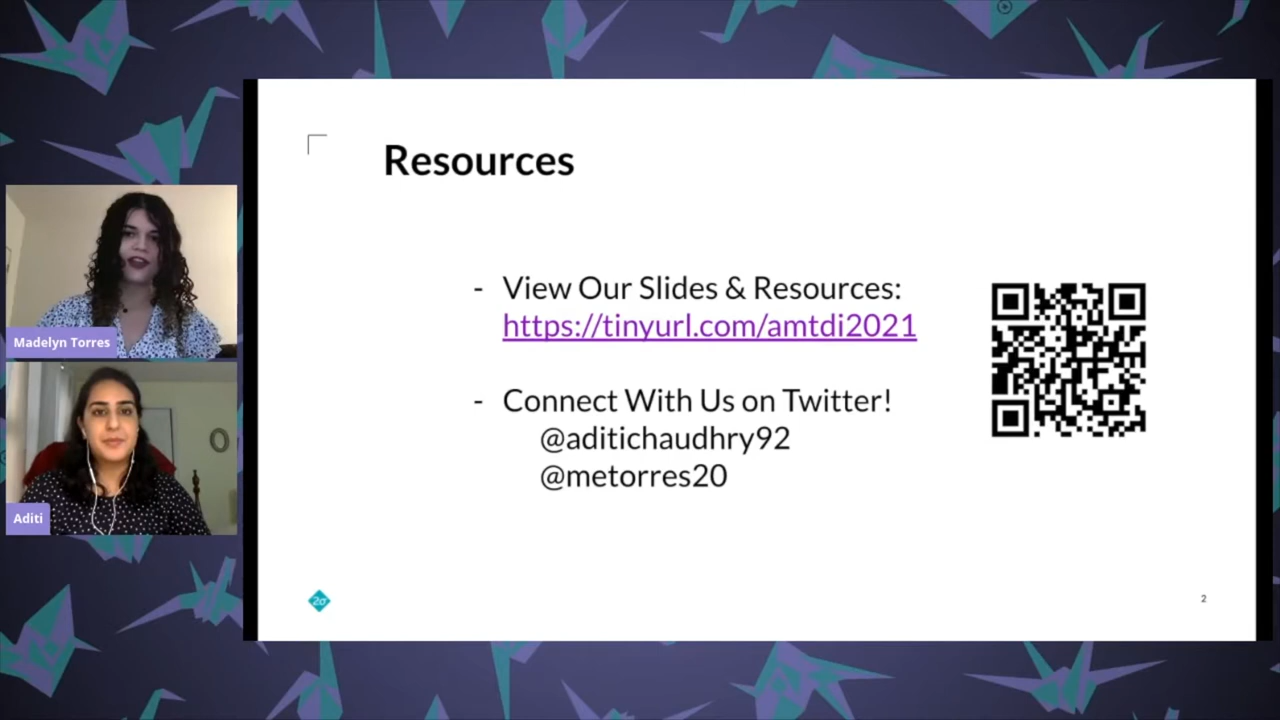 Resources
- View Our Slides & Resources:
https://tinyurl.com/amtdi2021
- Connect With Us on Twitter!
@aditichaudhry92
@metorres20
Madelyn Torres
Aditi
2σ
2